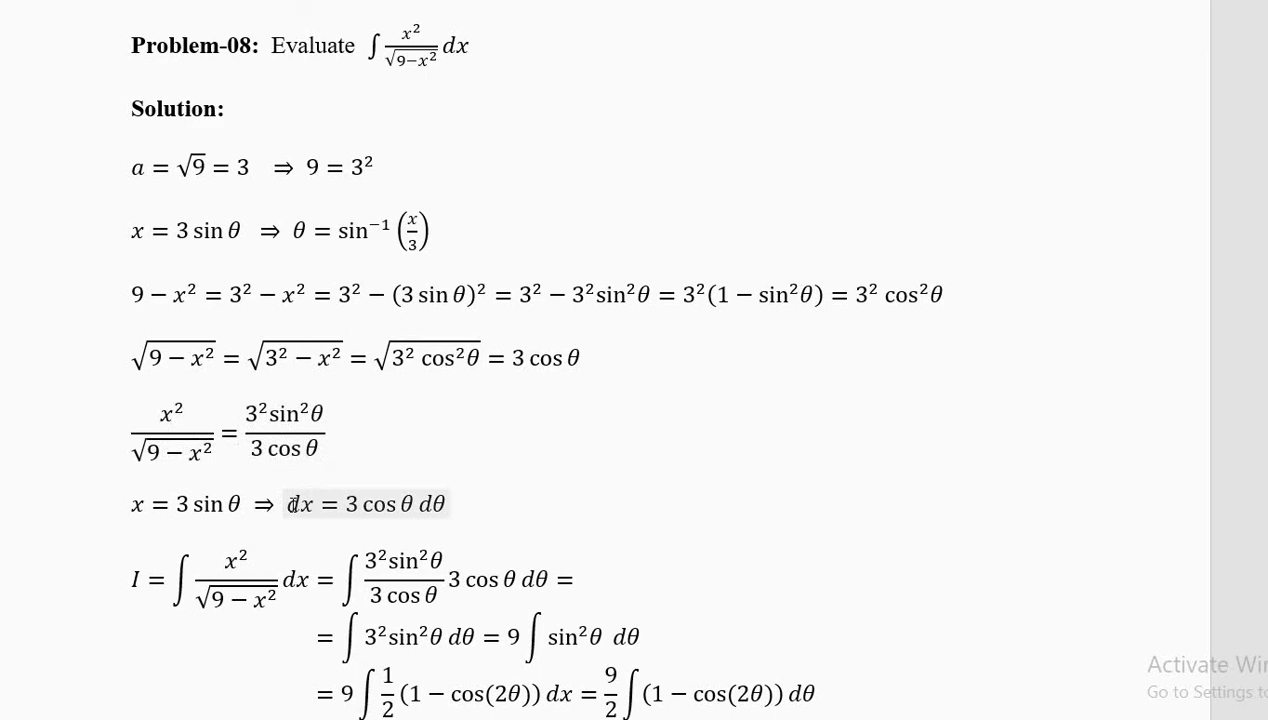 Problem-08: Evaluate ∫ x²/√(9−x²) dx
Solution:
a = √9 = 3 ⇒ 9 = 3²
x = 3 sin θ ⇒ θ = sin⁻¹ (x/3)
9 − x² = 3² − x² = 3² − (3 sin θ)² = 3² − 3²sin²θ = 3²(1 − sin²θ) = 3² cos²θ
√(9 − x²) = √(3² − x²) = √(3² cos²θ) = 3 cos θ
x²/√(9 − x²) = 3²sin²θ/3 cos θ
x = 3 sin θ ⇒ dx = 3 cos θ dθ
I = ∫ x²/√(9 − x²) dx = ∫ 3²sin²θ/3 cos θ 3 cos θ dθ =
= ∫ 3²sin²θ dθ = 9 ∫ sin²θ dθ
= 9 ∫ 1/2 (1 − cos(2θ)) dx = 9/2 ∫ (1 − cos(2θ)) dθ
Activate Wi
Go to Settings to